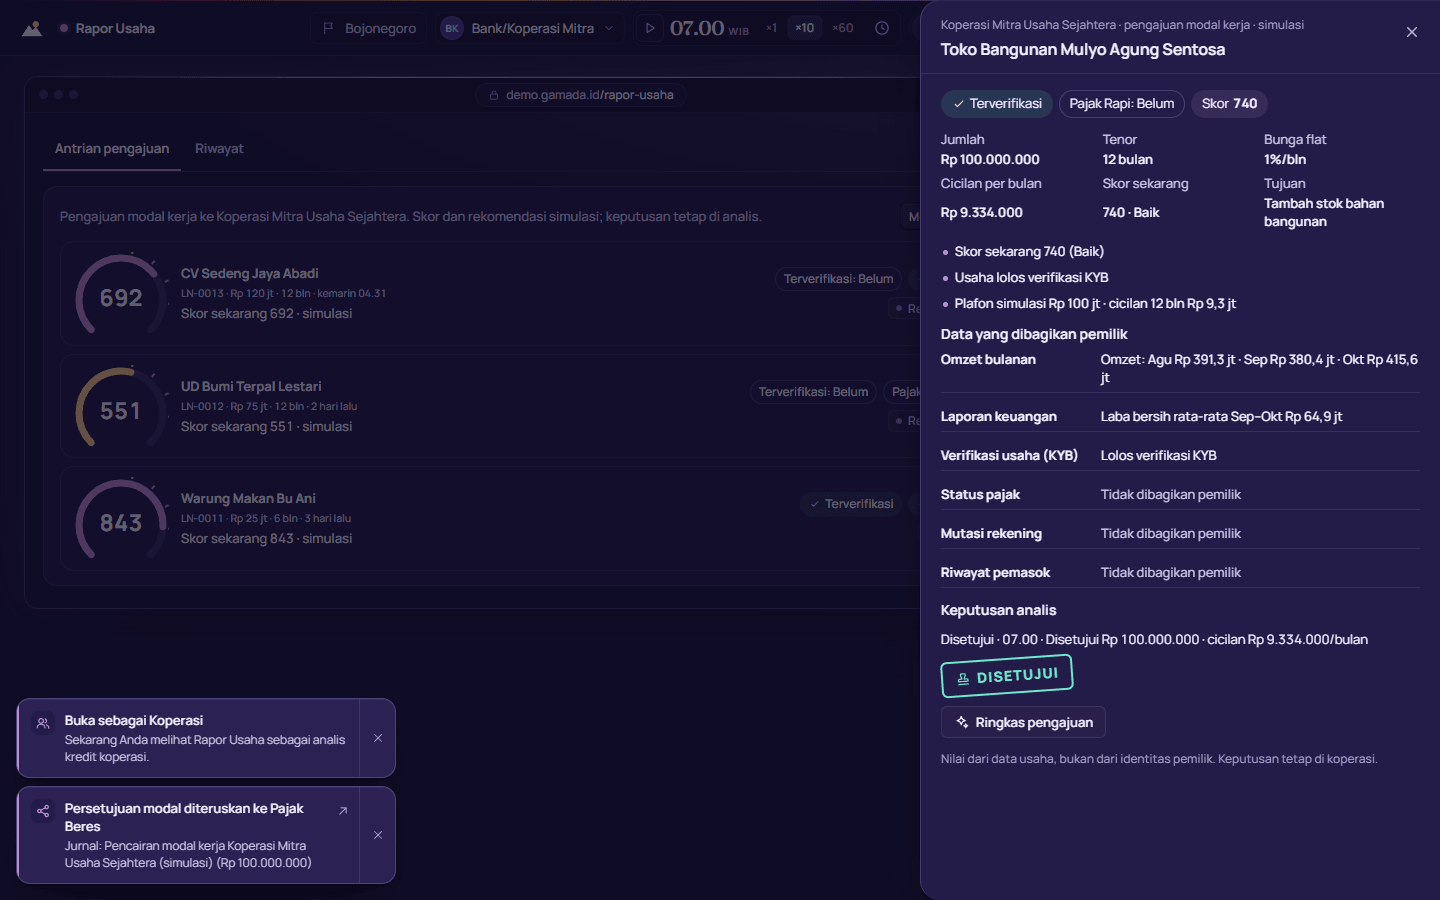 Rapor Usaha
Bojonegoro
BK
Bank/Koperasi Mitra
07.00 WIB
×1
×10
×60
demo.gamada.id/rapor-usaha
Antrian pengajuan
Riwayat
Pengajuan modal kerja ke Koperasi Mitra Usaha Sejahtera. Skor dan rekomendasi simulasi; keputusan tetap di analis.
692
CV Sedeng Jaya Abadi
LN-0013 · Rp 120 jt · 12 bln · kemarin 04.31
Skor sekarang 692 · simulasi
Terverifikasi: Belum
551
UD Bumi Terpal Lestari
LN-0012 · Rp 75 jt · 12 bln · 2 hari lalu
Skor sekarang 551 · simulasi
Terverifikasi: Belum
843
Warung Makan Bu Ani
LN-0011 · Rp 25 jt · 6 bln · 3 hari lalu
Skor sekarang 843 · simulasi
Terverifikasi
Buka sebagai Koperasi
Sekarang Anda melihat Rapor Usaha sebagai analis
kredit koperasi.
Persetujuan modal diteruskan ke Pajak
Beres
Jurnal: Pencairan modal kerja Koperasi Mitra
Usaha Sejahtera (simulasi) (Rp 100.000.000)
Koperasi Mitra Usaha Sejahtera · pengajuan modal kerja · simulasi
Toko Bangunan Mulyo Agung Sentosa
Terverifikasi
Pajak Rapi: Belum
Skor 740
Jumlah
Tenor
Bunga flat
Rp 100.000.000
12 bulan
1%/bln
Cicilan per bulan
Skor sekarang
Tujuan
Rp 9.334.000
740 · Baik
Tambah stok bahan
bangunan
Skor sekarang 740 (Baik)
Usaha lolos verifikasi KYB
Plafon simulasi Rp 100 jt · cicilan 12 bln Rp 9,3 jt
Data yang dibagikan pemilik
Omzet bulanan
Omzet: Agu Rp 391,3 jt · Sep Rp 380,4 jt · Okt Rp 415,6
jt
Laporan keuangan
Laba bersih rata-rata Sep–Okt Rp 64,9 jt
Verifikasi usaha (KYB)
Lolos verifikasi KYB
Status pajak
Tidak dibagikan pemilik
Mutasi rekening
Tidak dibagikan pemilik
Riwayat pemasok
Tidak dibagikan pemilik
Keputusan analis
Disetujui · 07.00 · Disetujui Rp 100.000.000 · cicilan Rp 9.334.000/bulan
DISETUJUI
Ringkas pengajuan
Nilai dari data usaha, bukan dari identitas pemilik. Keputusan tetap di koperasi.